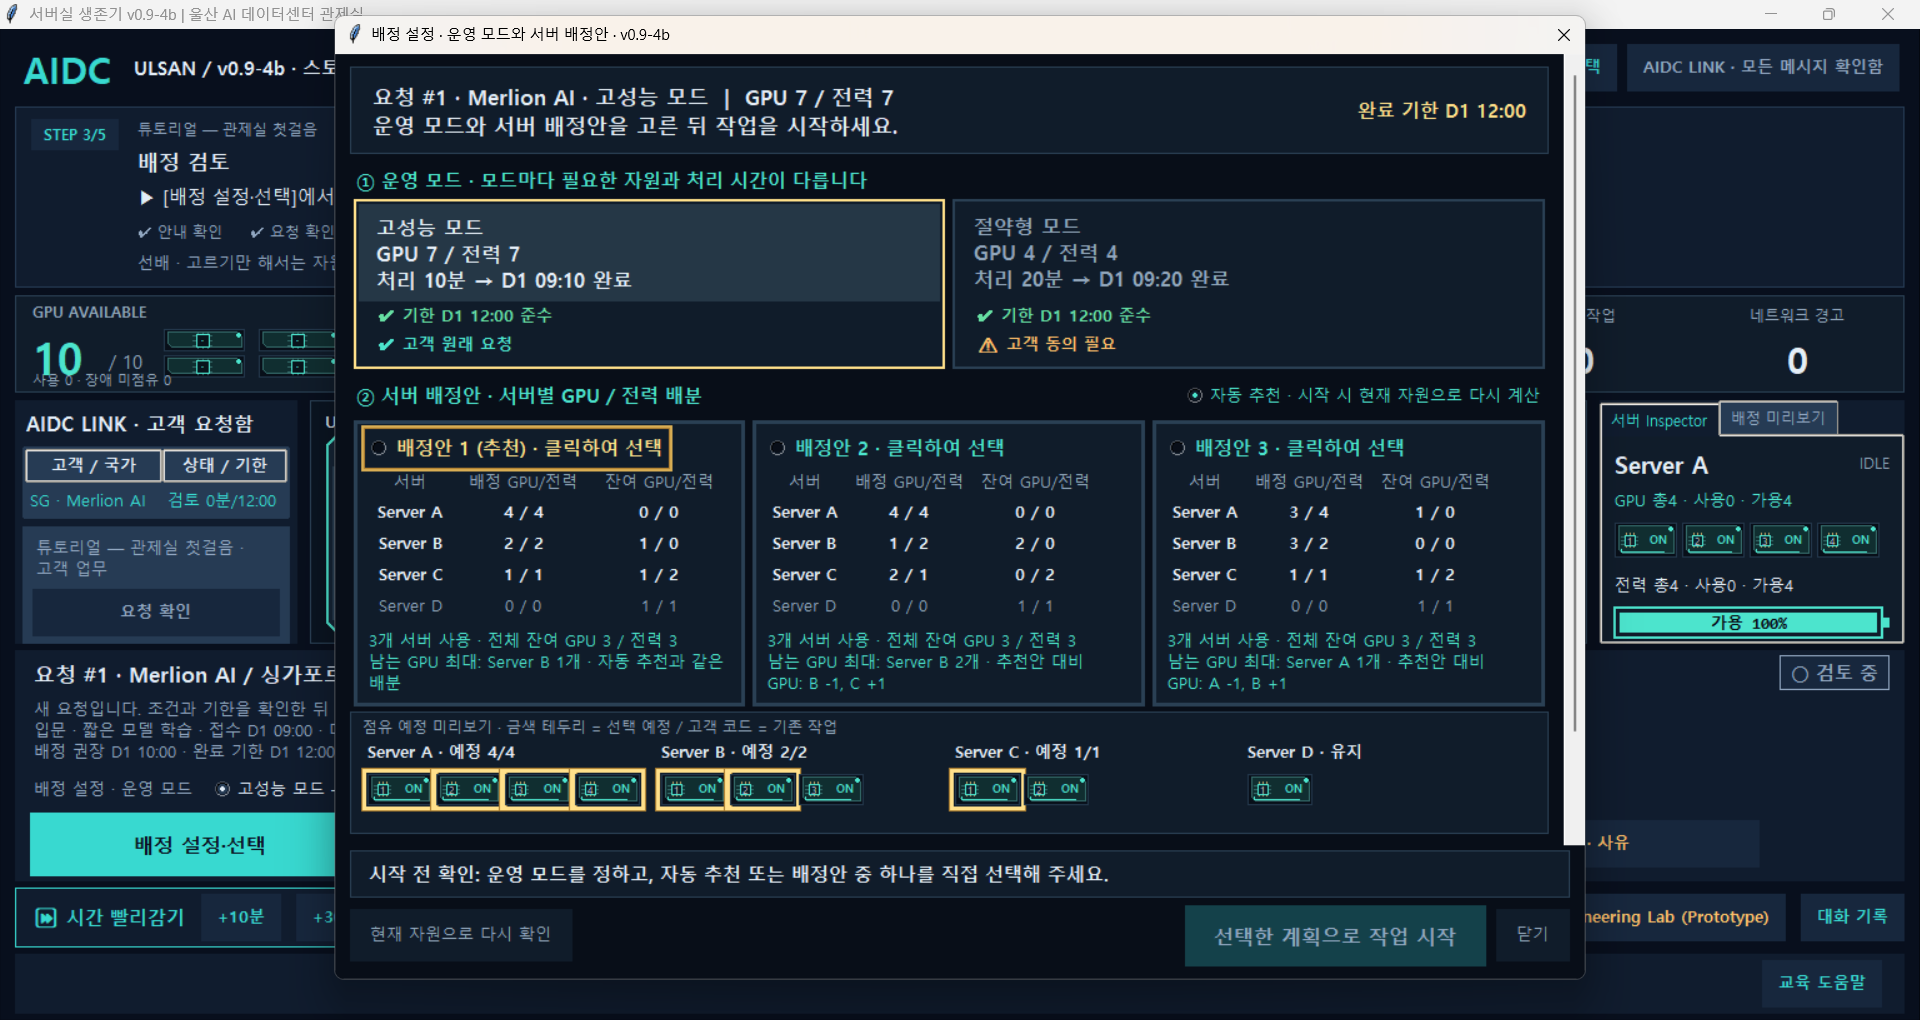 서버실 생존기 v0.9-4b | 울산 AI 데이터센터 관제실
배정 설정 · 운영 모드와 서버 배정안 · v0.9-4b
AIDC ULSAN / v0.9-4b · 스토
택
AIDC LINK · 모든 메시지 확인함
STEP 3/5
튜토리얼 — 관제실 첫걸음
배정 검토
▶ [배정 설정·선택]에서
✔ 안내 확인 ✔ 요청 확인
선배 · 고르기만 해서는 자원
GPU AVAILABLE
10 / 10
사용 0 · 장애 미점유 0
작업
0
네트워크 경고
0
AIDC LINK · 고객 요청함
고객 / 국가 상태 / 기한
SG · Merlion AI 검토 0분/12:00
튜토리얼 — 관제실 첫걸음 ·
고객 업무
요청 확인
요청 #1 · Merlion AI / 싱가포르
새 요청입니다. 조건과 기한을 확인한 뒤
입문 · 짧은 모델 학습 · 접수 D1 09:00 ·
배정 권장 D1 10:00 · 완료 기한 D1 12:00
배정 설정 · 운영 모드 고성능 모드
배정 설정·선택
시간 빨리감기 +10분 +3
요청 #1 · Merlion AI · 고성능 모드 | GPU 7 / 전력 7
운영 모드와 서버 배정안을 고른 뒤 작업을 시작하세요.
완료 기한 D1 12:00
① 운영 모드 · 모드마다 필요한 자원과 처리 시간이 다릅니다
고성능 모드
GPU 7 / 전력 7
처리 10분 → D1 09:10 완료
✔ 기한 D1 12:00 준수
✔ 고객 원래 요청
절약형 모드
GPU 4 / 전력 4
처리 20분 → D1 09:20 완료
✔ 기한 D1 12:00 준수
⚠ 고객 동의 필요
② 서버 배정안 · 서버별 GPU / 전력 배분
자동 추천 · 시작 시 현재 자원으로 다시 계산
배정안 1 (추천) · 클릭하여 선택
서버 배정 GPU/전력 잔여 GPU/전력
Server A 4 / 4 0 / 0
Server B 2 / 2 1 / 0
Server C 1 / 1 1 / 2
Server D 0 / 0 1 / 1
3개 서버 사용 · 전체 잔여 GPU 3 / 전력 3
남는 GPU 최대: Server B 1개 · 자동 추천과 같은
배분
배정안 2 · 클릭하여 선택
서버 배정 GPU/전력 잔여 GPU/전력
Server A 4 / 4 0 / 0
Server B 1 / 2 2 / 0
Server C 2 / 1 0 / 2
Server D 0 / 0 1 / 1
3개 서버 사용 · 전체 잔여 GPU 3 / 전력 3
남는 GPU 최대: Server B 2개 · 추천안 대비
GPU: B -1, C +1
배정안 3 · 클릭하여 선택
서버 배정 GPU/전력 잔여 GPU/전력
Server A 3 / 4 1 / 0
Server B 3 / 2 0 / 0
Server C 1 / 1 1 / 2
Server D 0 / 0 1 / 1
3개 서버 사용 · 전체 잔여 GPU 3 / 전력 3
남는 GPU 최대: Server A 1개 · 추천안 대비
GPU: A -1, B +1
점유 예정 미리보기 · 금색 테두리 = 선택 예정 / 고객 코드 = 기존 작업
Server A · 예정 4/4 Server B · 예정 2/2 Server C · 예정 1/1 Server D · 유지
1 ON 2 ON 3 ON 4 ON 1 ON 2 ON 3 ON 1 ON 2 ON 1 ON
시작 전 확인: 운영 모드를 정하고, 자동 추천 또는 배정안 중 하나를 직접 선택해 주세요.
현재 자원으로 다시 확인
선택한 계획으로 작업 시작
닫기
서버 Inspector 배정 미리보기
Server A IDLE
GPU 총4 · 사용0 · 가용4
1 ON 2 ON 3 ON 4 ON
전력 총4 · 사용0 · 가용4
가용 100%
○ 검토 중
· 사유
neering Lab (Prototype)
대화 기록
교육 도움말